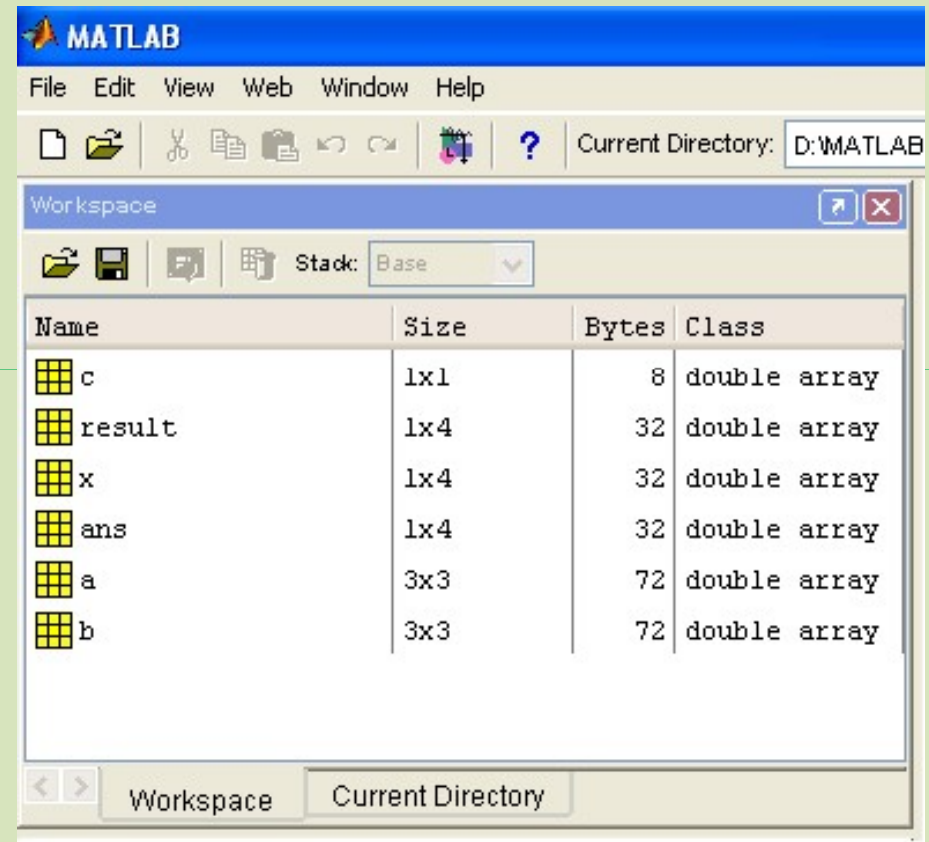 MATLAB
File Edit View Web Window Help
? Current Directory: D:\MATLAB
Workspace
Stack: Base
Name Size Bytes Class
c 1x1 8 double array
result 1x4 32 double array
x 1x4 32 double array
ans 1x4 32 double array
a 3x3 72 double array
b 3x3 72 double array
Workspace Current Directory